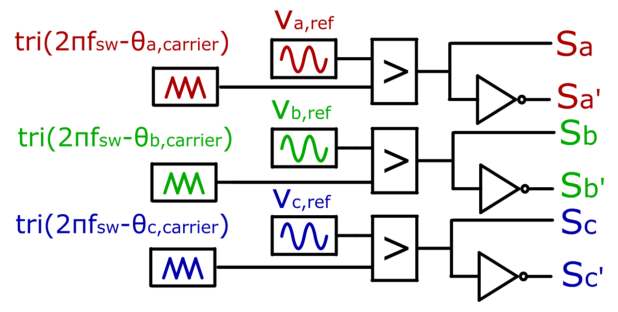 Va,ref
tri(2πfsw-θa,carrier)
>
Sa
Sa'
Vb,ref
tri(2πfsw-θb,carrier)
>
Sb
Sb'
Vc,ref
tri(2πfsw-θc,carrier)
>
Sc
Sc'